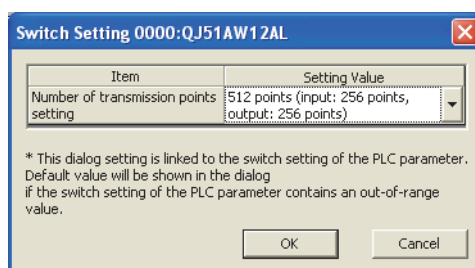 Switch Setting 0000:QJ51AW12AL
Item Setting Value
Number of transmission points 512 points (input: 256 points,
setting output: 256 points)
* This dialog setting is linked to the switch setting of the PLC parameter.
Default value will be shown in the dialog
if the switch setting of the PLC parameter contains an out-of-range
value.
OK Cancel